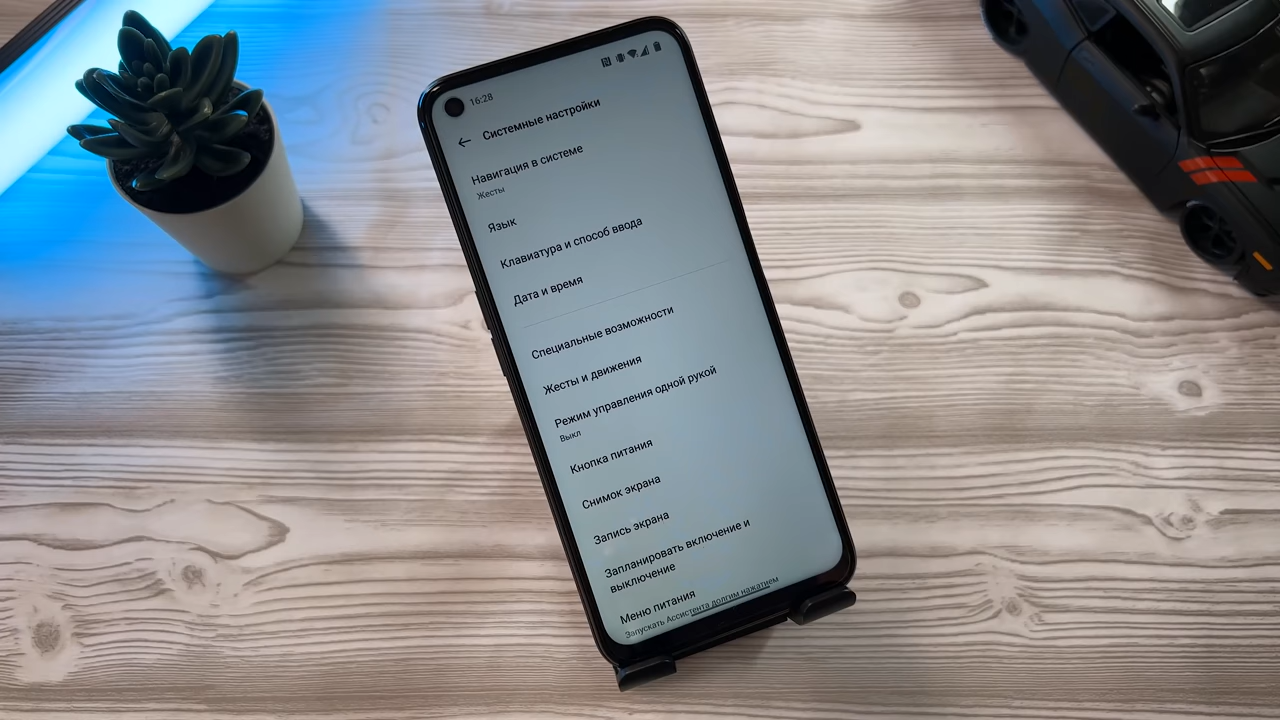 16:28
Системные настройки
Навигация в системе
Жесты
Язык
Клавиатура и способ ввода
Дата и время
Специальные возможности
Жесты и движения
Режим управления одной рукой
Выкл
Кнопка питания
Снимок экрана
Запись экрана
Запланировать включение и
выключение
Меню питания
Запускать Ассистента долгим нажатием